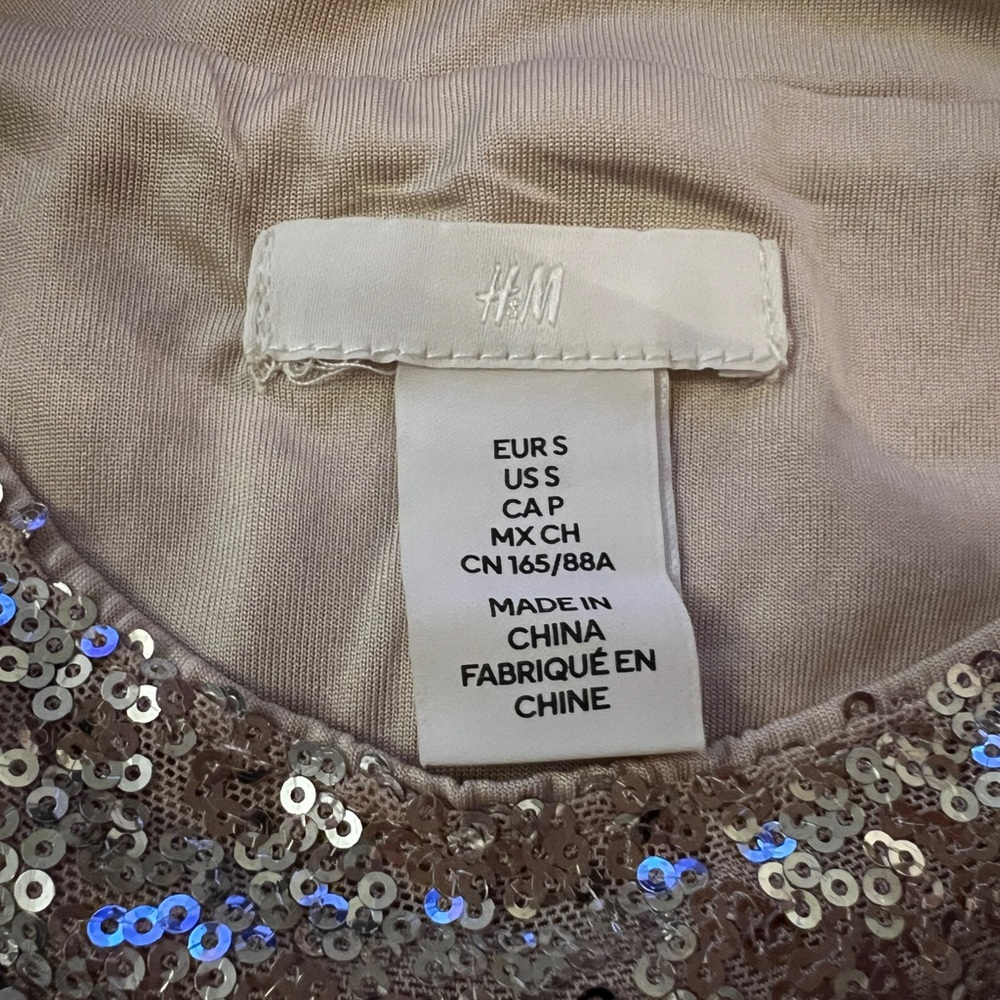 H&M
EUR S
US S
CA P
MX CH
CN 165/88A
MADE IN
CHINA
FABRIQUÉ EN
CHINE